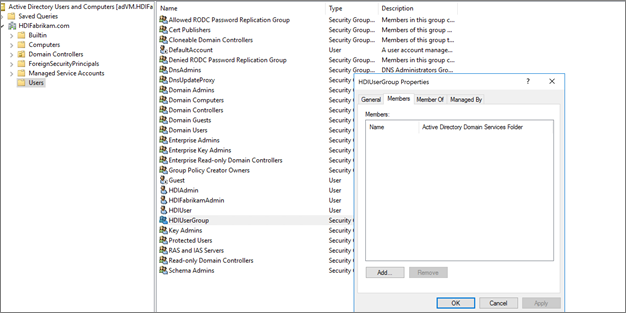 Active Directory Users and Computers [adVM.HDIFa
Saved Queries
HDIFabrikam.com
Builtin
Computers
Domain Controllers
ForeignSecurityPrincipals
Managed Service Accounts
Users
Name Type Description
Allowed RODC Password Replication Group Security Group... Members in this group c...
Cert Publishers Security Group... Members of this group...
Cloneable Domain Controllers Security Group... Members of this group t...
DefaultAccount User A user account manage...
Denied RODC Password Replication Group Security Group... Members in this group c...
DnsAdmins Security Group... DNS Administrators Gro...
DnsUpdateProxy Security
Domain Admins Security
Domain Computers Security
Domain Controllers Security
Domain Guests Security
Domain Users Security
Enterprise Admins Security
Enterprise Key Admins Security
Enterprise Read-only Domain Controllers Security
Group Policy Creator Owners Security
Guest User
HDIAdmin User
HDIFabrikamAdmin User
HDIUser User
HDIUserGroup Security
Key Admins Security
Protected Users Security
RAS and IAS Servers Security
Read-only Domain Controllers Security
Schema Admins Security
HDIUserGroup Properties ? ×
General Members Member Of Managed By
Members:
Name Active Directory Domain Services Folder
Add... Remove
OK Cancel Apply